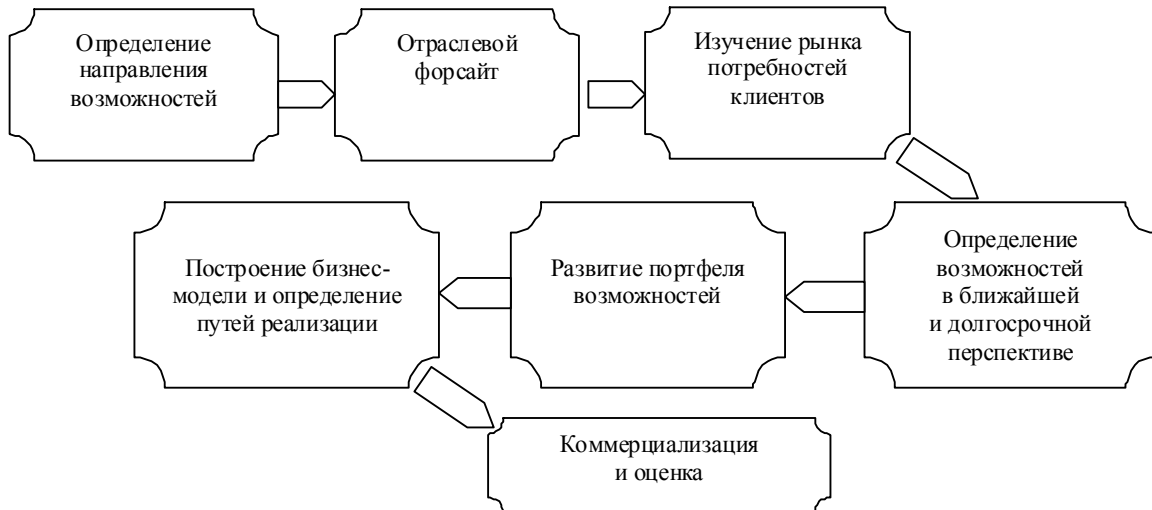 Определение
направления
возможностей
Отраслевой
форсайт
Изучение рынка
потребностей
клиентов
Определение
возможностей
в ближайшей
и долгосрочной
перспективе
Развитие портфеля
возможностей
Построение бизнес-
модели и определение
путей реализации
Коммерциализация
и оценка